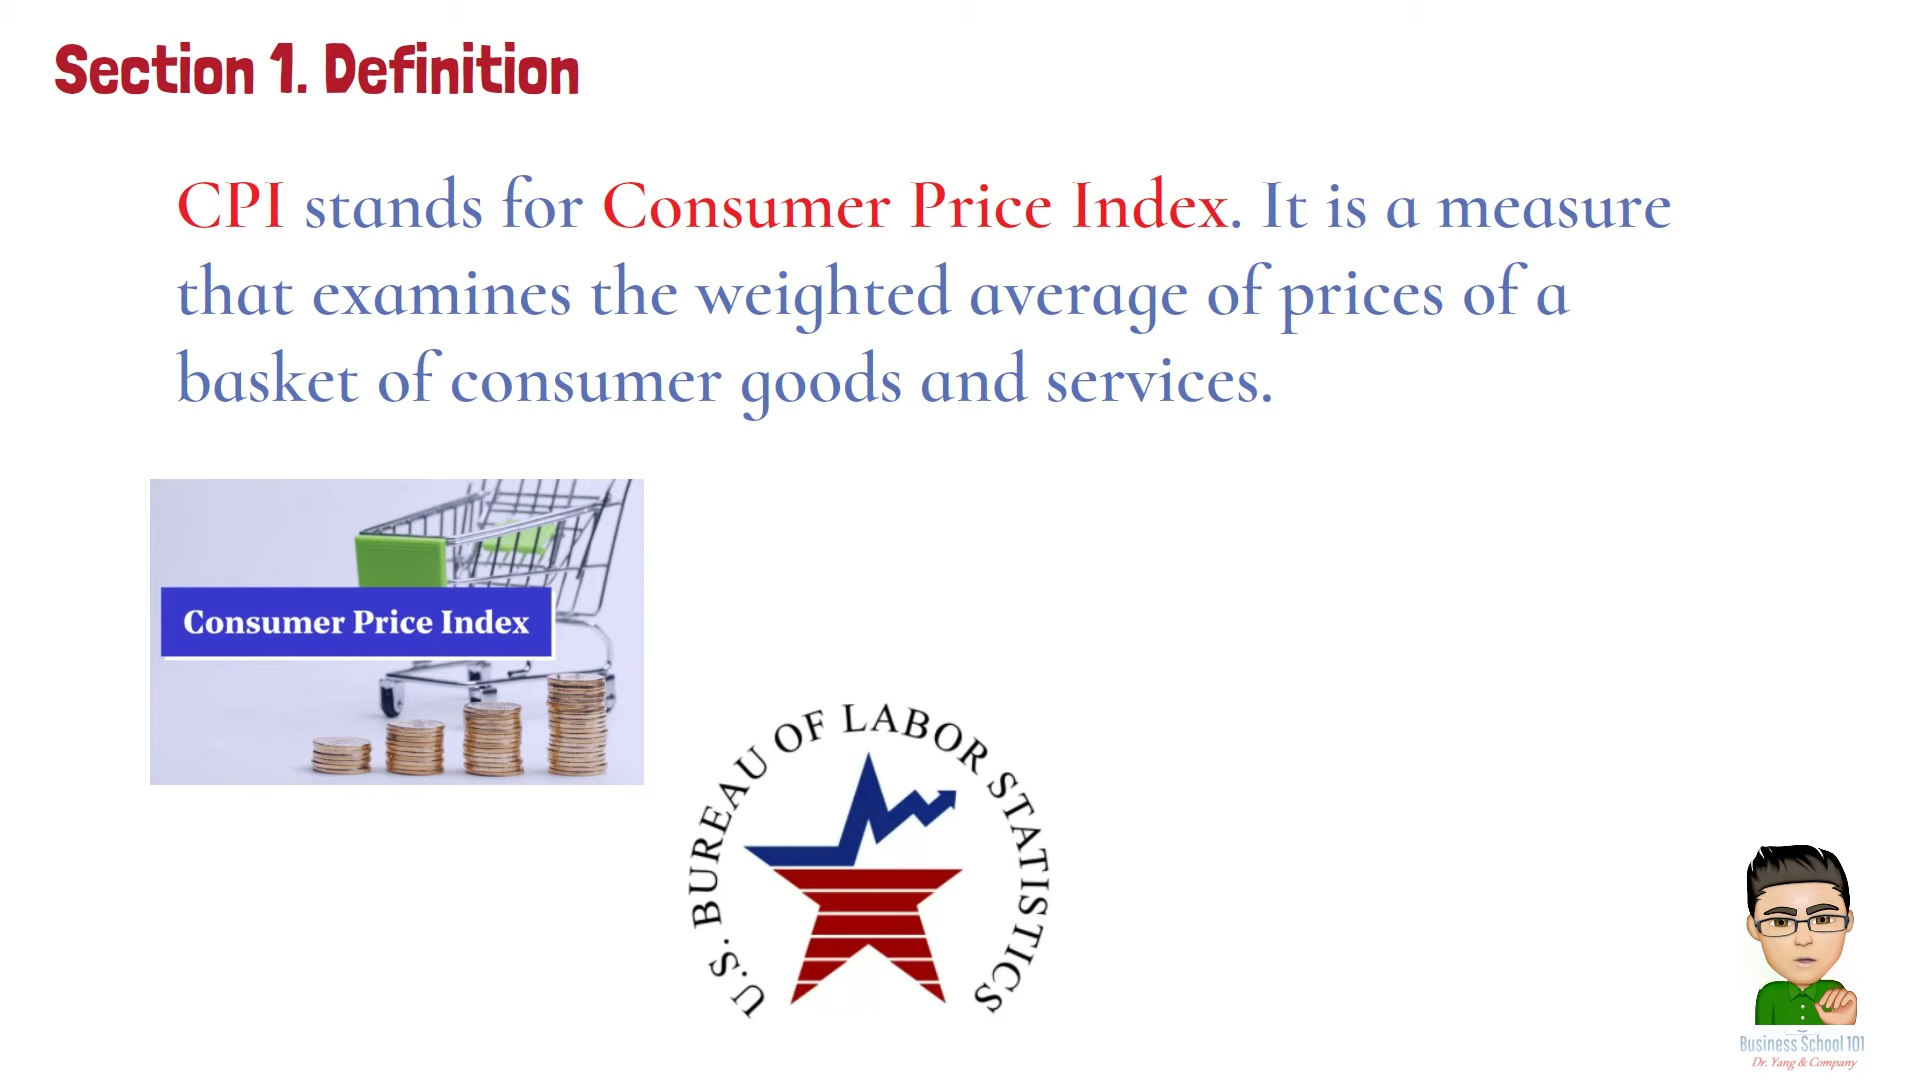 Section 1. Definition
CPI stands for Consumer Price Index. It is a measure
that examines the weighted average of prices of a
basket of consumer goods and services.
Consumer Price Index
U.S. BUREAU OF LABOR STATISTICS
Business School 101
Dr. Yang & Company